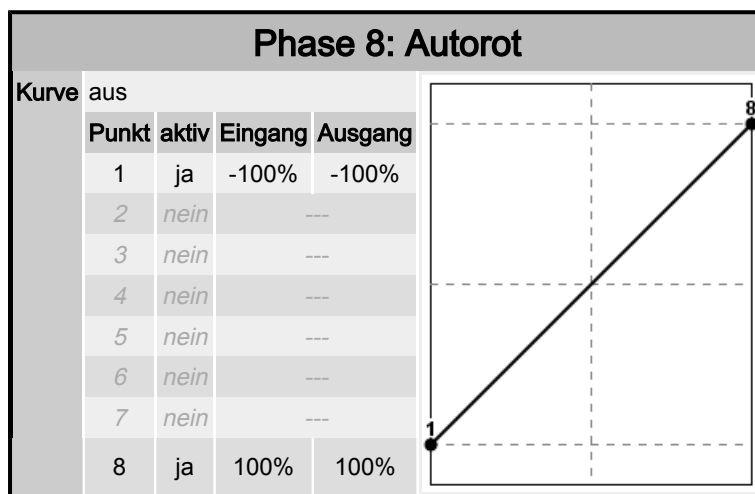 Phase 8: Autorot
Kurve aus
Punkt aktiv Eingang Ausgang
1 ja -100% -100%
2 nein ---
3 nein ---
4 nein ---
5 nein ---
6 nein ---
7 nein ---
8 ja 100% 100%
8
1